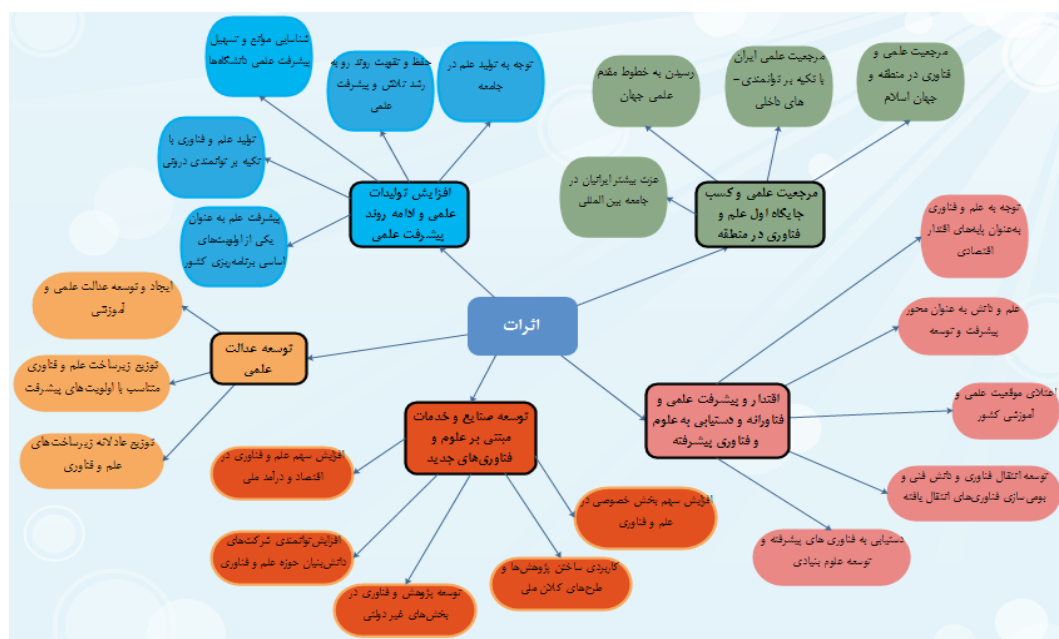 اثرات
مرجعیت علمی و کسب
جایگاه اول علم و
فناوری در منطقه
مرجعیت علمی و
فناوری در منطقه و
جهان اسلام
مرجعیت علمی ایران
با تکیه بر توانمندی-
های داخلی
رسیدن به خطوط مقدم
علمی جهان
عزت بیشتر ایرانیان در
جامعه بین المللی
افزایش تولیدات
علمی و ادامه روند
پیشرفت علمی
توجه به تولید علم در
جامعه
حفظ و تقویت روند رو به
رشد تلاش و پیشرفت
علمی
شناسایی موانع و تسهیل
پیشرفت علمی دانشگاه‌ها
تولید علم و فناوری با
تکیه بر توانمندی درونی
پیشرفت علم به عنوان
یکی از اولویت‌های
اساسی برنامه‌ریزی کشور
توسعه عدالت
علمی
ایجاد و توسعه عدالت علمی و
آموزشی
توزیع زیرساخت علم و فناوری
متناسب با اولویت‌های پیشرفت
توزیع عادلانه زیرساخت‌های
علم و فناوری
توسعه صنایع و خدمات
مبتنی بر علوم و
فناوری‌های جدید
افزایش سهم علم و فناوری در
اقتصاد و درآمد ملی
افزایش توانمندی شرکت‌های
دانش‌بنیان حوزه علم و فناوری
توسعه پژوهش و فناوری در
بخش‌های غیر دولتی
کاربردی ساختن پژوهش‌ها و
طرح‌های کلان ملی
افزایش سهم بخش خصوصی در
علم و فناوری
اقتدار و پیشرفت علمی و
فناورانه و دستیابی به علوم
و فناوری پیشرفته
توجه به علم و فناوری
به‌عنوان پایه‌های اقتدار
اقتصادی
علم و دانش به عنوان محور
پیشرفت و توسعه
اعتلای موقعیت علمی و
آموزشی کشور
توسعه انتقال فناوری و دانش فنی و
بومی‌سازی فناوری‌های انتقال یافته
دستیابی به فناوری های پیشرفته و
توسعه علوم بنیادی